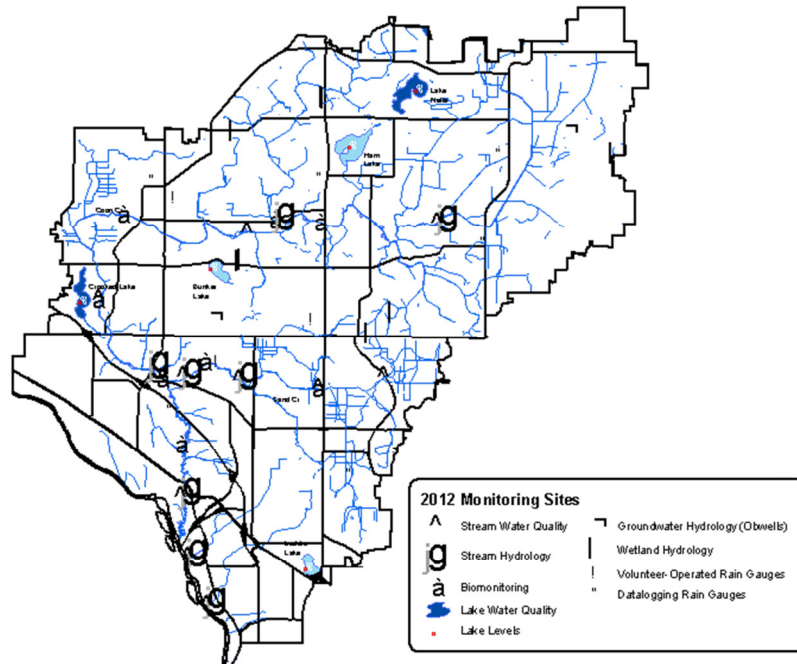 Lake
Netta
Ham
Lake
g
g
Coon Cr
à
à
^
^
Crooked Lake
Bunker
Lake
â
g
g
à
g
^
^
Sand Cr
à
g
g
Lake
g
2012 Monitoring Sites
^ Stream Water Quality
jg Stream Hydrology
à Biomonitoring
Lake Water Quality
Lake Levels
¬ Groundwater Hydrology (Obwells)
| Wetland Hydrology
! Volunteer-Operated Rain Gauges
" Datalogging Rain Gauges